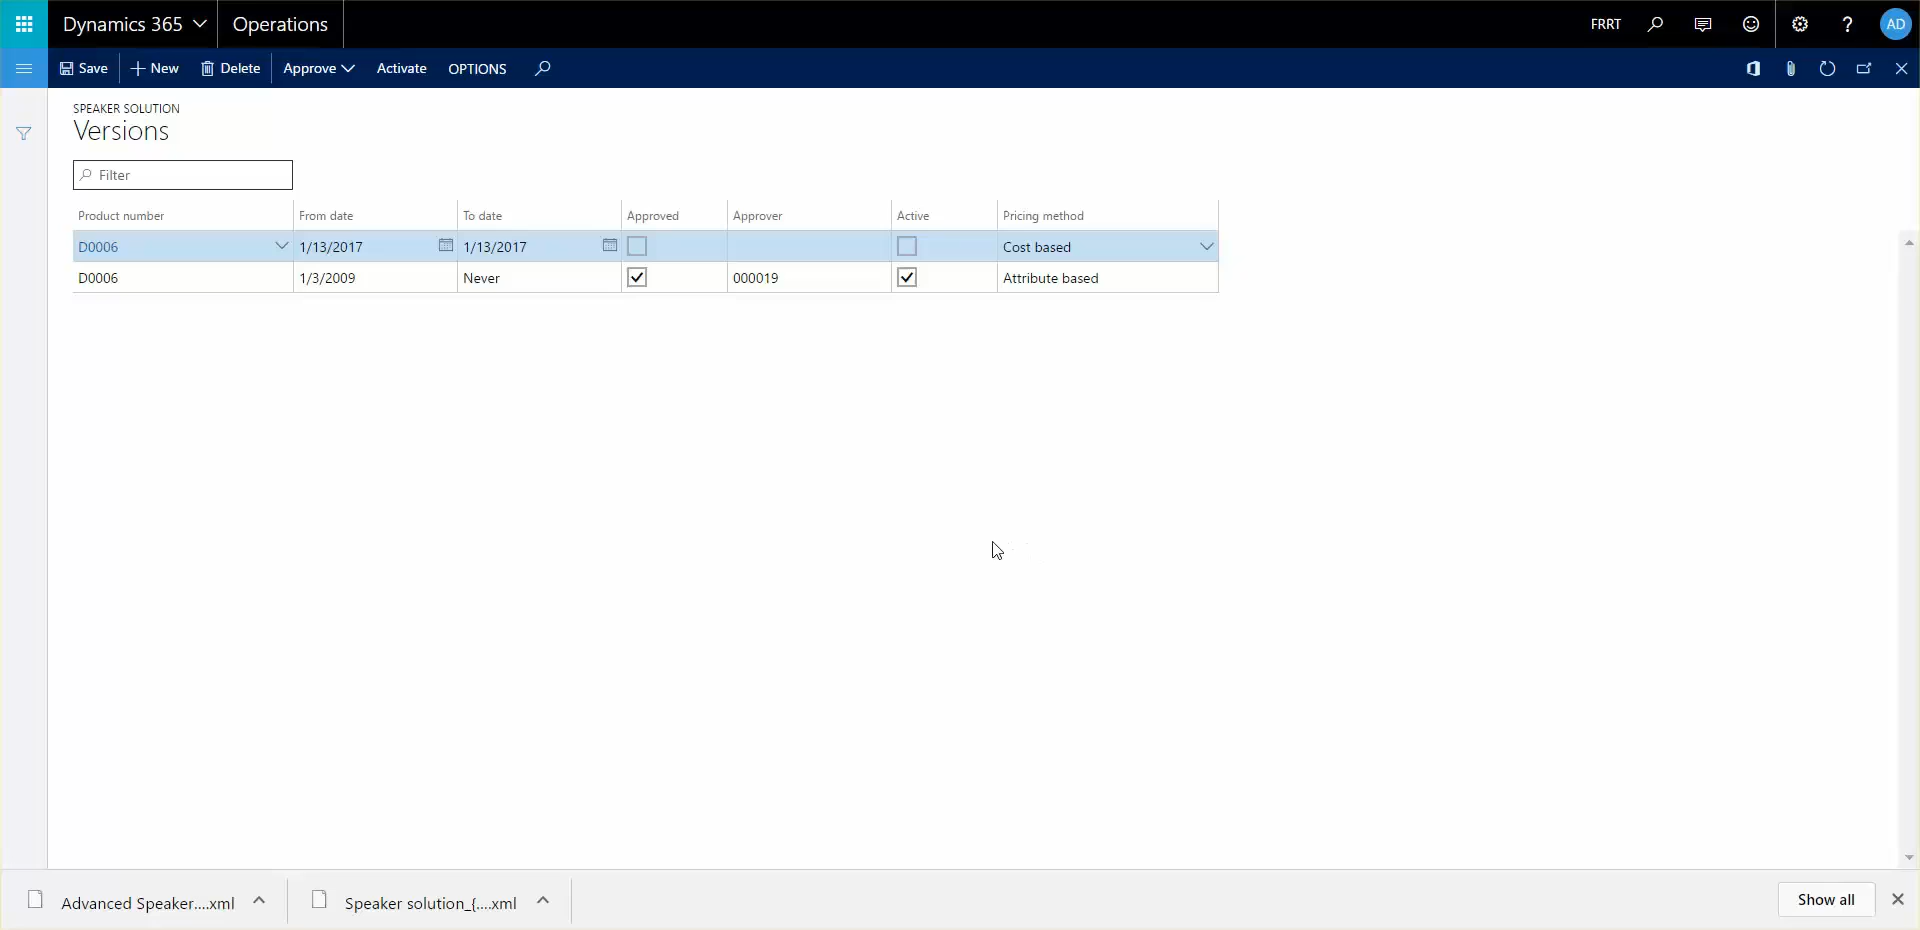 Dynamics 365 Operations FRRT ? AD
Save New Delete Approve Activate OPTIONS
SPEAKER SOLUTION
Versions
Filter
Product number From date To date Approved Approver Active Pricing method
D0006 1/13/2017 1/13/2017 Cost based
D0006 1/3/2009 Never 000019 Attribute based
Advanced Speaker....xml Speaker solution_{....xml Show all